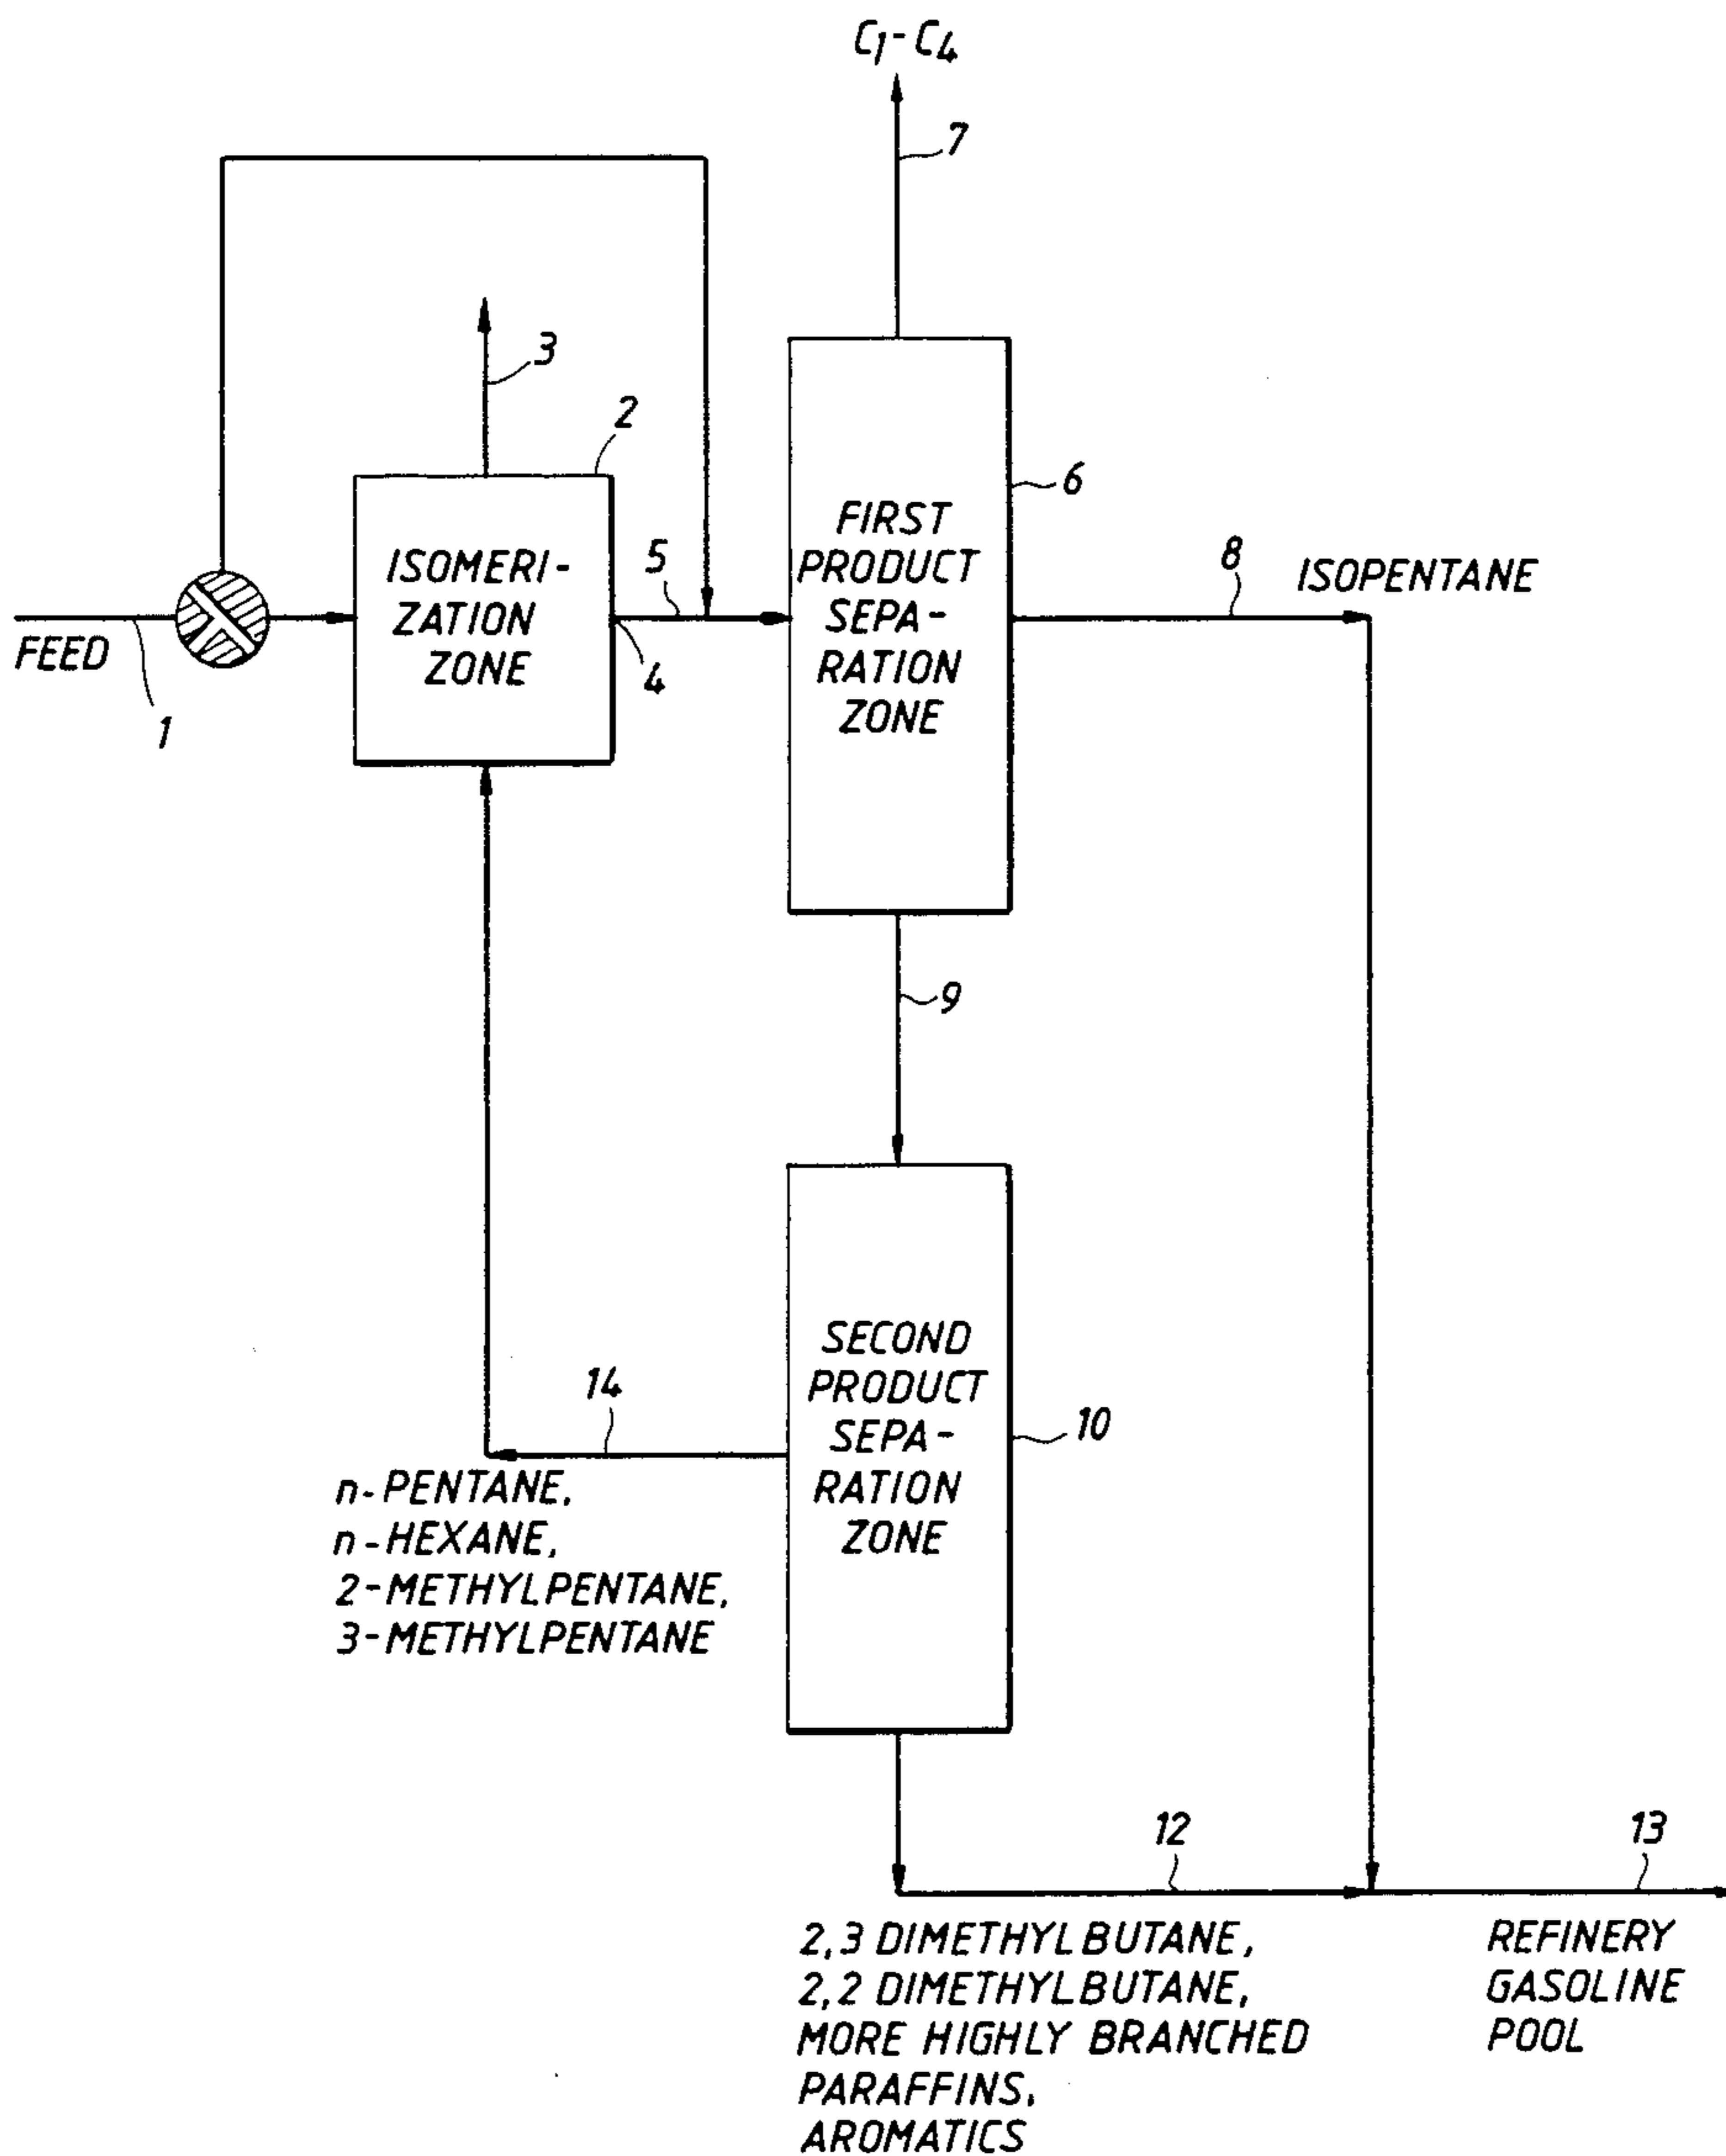 C1-C4
7
3
2
6
FIRST
PRODUCT
SEPA-
RATION
ZONE
ISOMERI-
ZATION
ZONE
5
8
ISOPENTANE
FEED
4
1
9
SECOND
PRODUCT
SEPA-
RATION
ZONE
14
10
n-PENTANE,
n-HEXANE,
2-METHYLPENTANE,
3-METHYLPENTANE
12
13
2,3 DIMETHYLBUTANE,
2,2 DIMETHYLBUTANE,
MORE HIGHLY BRANCHED
PARAFFINS,
AROMATICS
REFINERY
GASOLINE
POOL